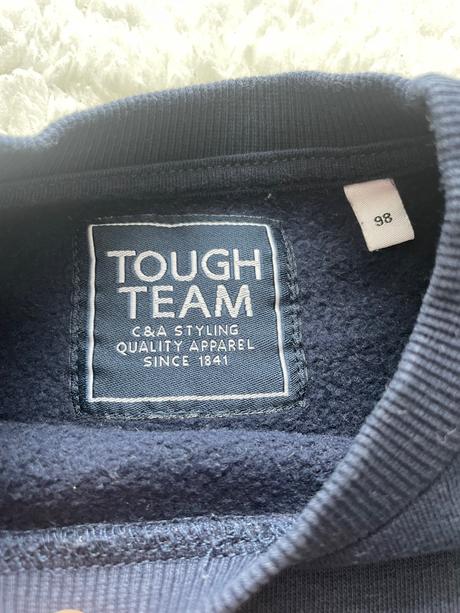 98
TOUGH
TEAM
C&A STYLING
QUALITY APPAREL
SINCE 1841